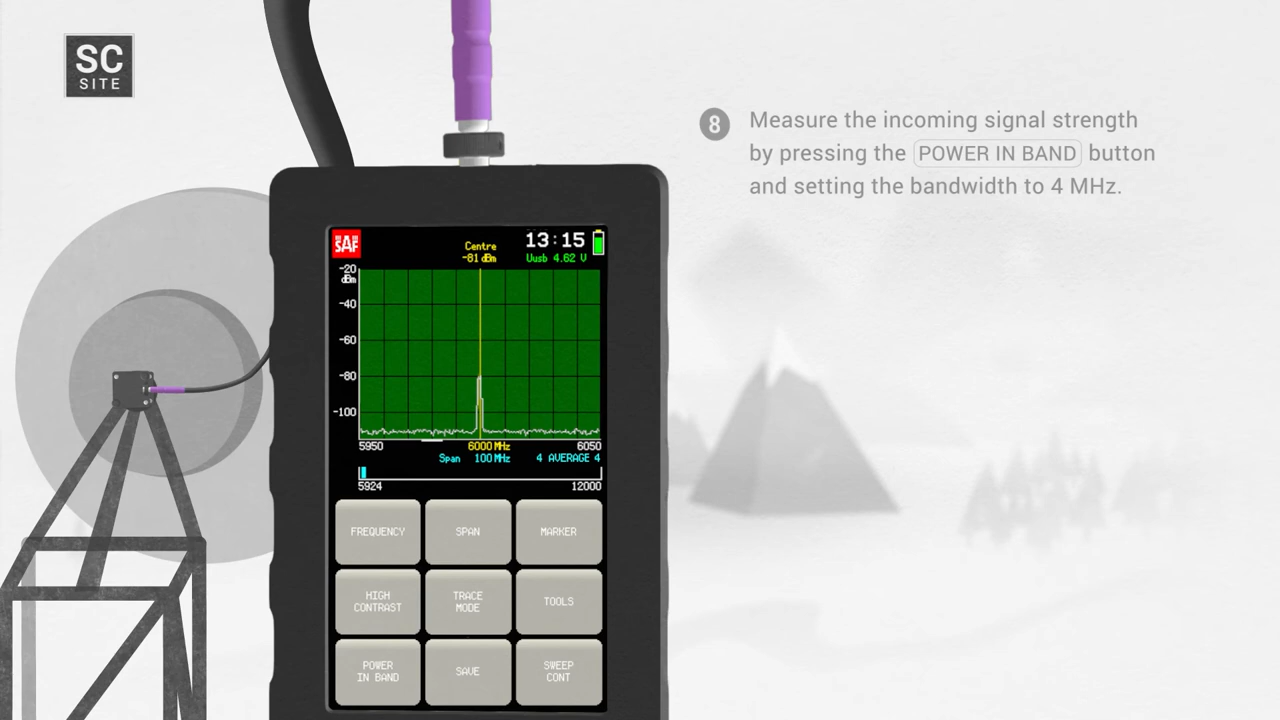 SC
SITE
8 Measure the incoming signal strength
by pressing the POWER IN BAND button
and setting the bandwidth to 4 MHz.
SAF
Centre
-81 dBm
13:15
Uusb 4.62 V
-20
dBm
-40
-60
-80
-100
5950 6000 MHz 6050
Span 100 MHz 4 AVERAGE 4
5924 12000
FREQUENCY SPAN MARKER
HIGH
CONTRAST
TRACE
MODE
TOOLS
POWER
IN BAND
SAVE
SWEEP
CONT